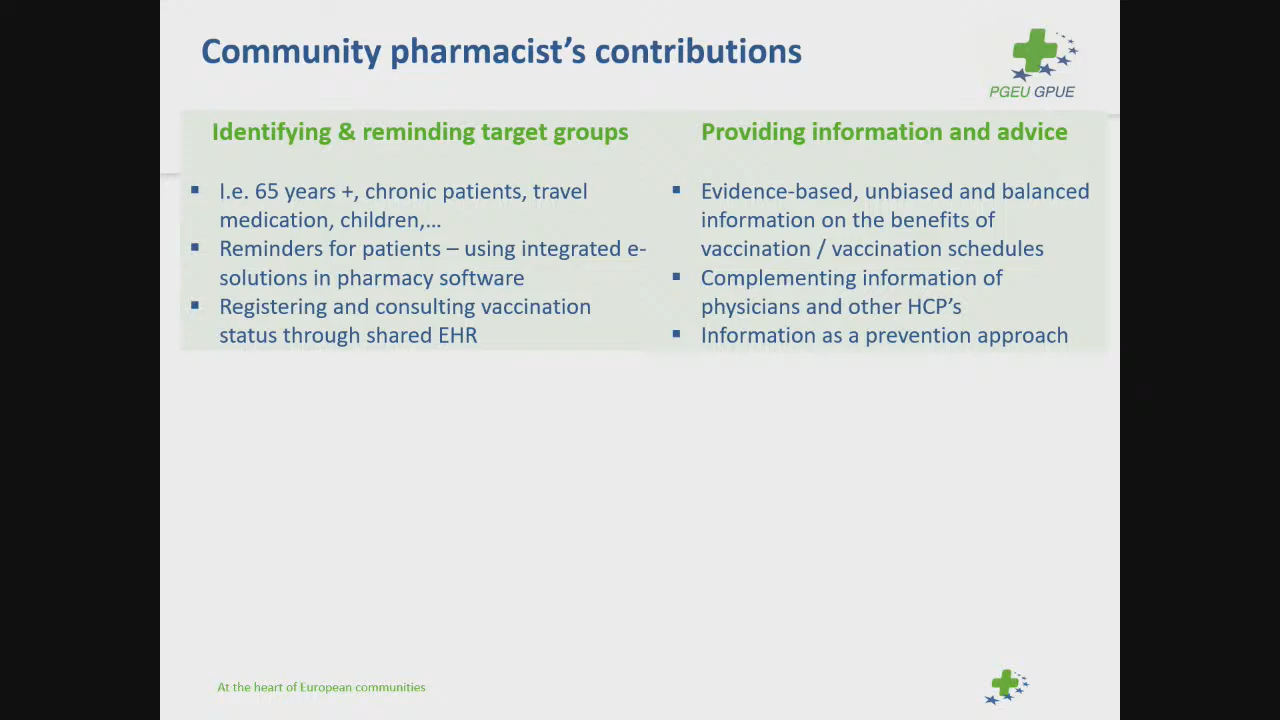 Community pharmacist's contributions
PGEU GPUE
Identifying & reminding target groups
▪ I.e. 65 years +, chronic patients, travel
medication, children,...
▪ Reminders for patients – using integrated e-
solutions in pharmacy software
▪ Registering and consulting vaccination
status through shared EHR
Providing information and advice
▪ Evidence-based, unbiased and balanced
information on the benefits of
vaccination / vaccination schedules
▪ Complementing information of
physicians and other HCP's
▪ Information as a prevention approach
At the heart of European communities